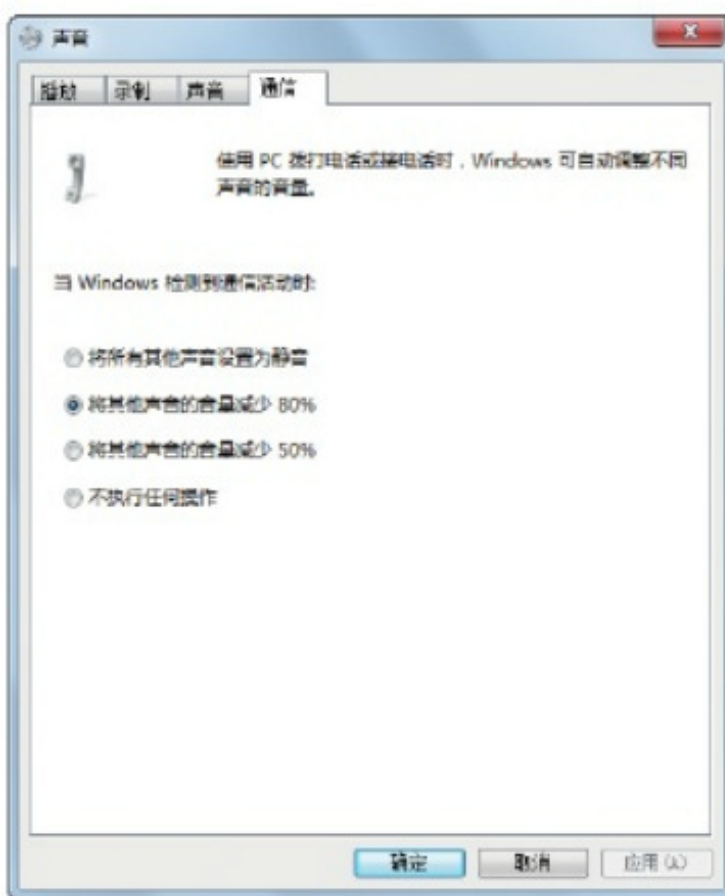 声音
播放 录制 声音 通信
使用 PC 拨打电话或接电话时，Windows 可自动调整不同
声音的音量。
当 Windows 检测到通信活动时:
将所有其他声音设置为静音
将其他声音的音量减少 80%
将其他声音的音量减少 50%
不执行任何操作
确定 取消 应用(A)